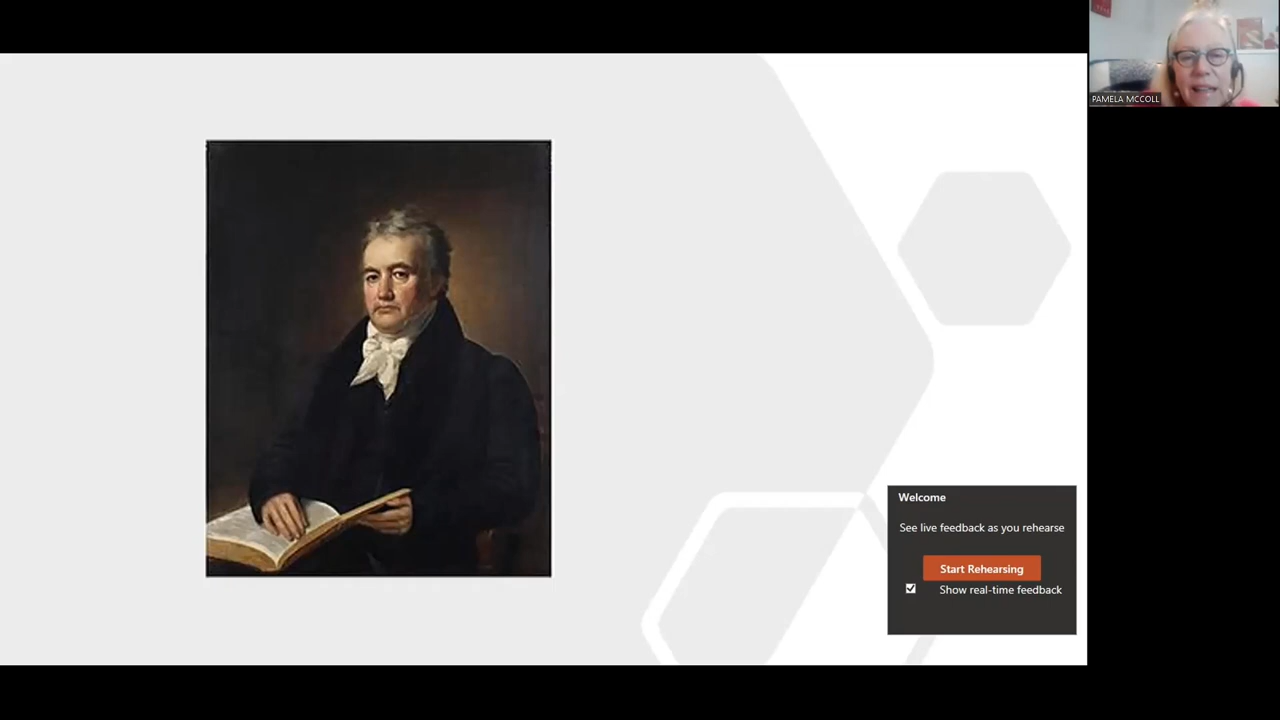 PAMELA MCCOLL
Welcome
See live feedback as you rehearse
Start Rehearsing
Show real-time feedback